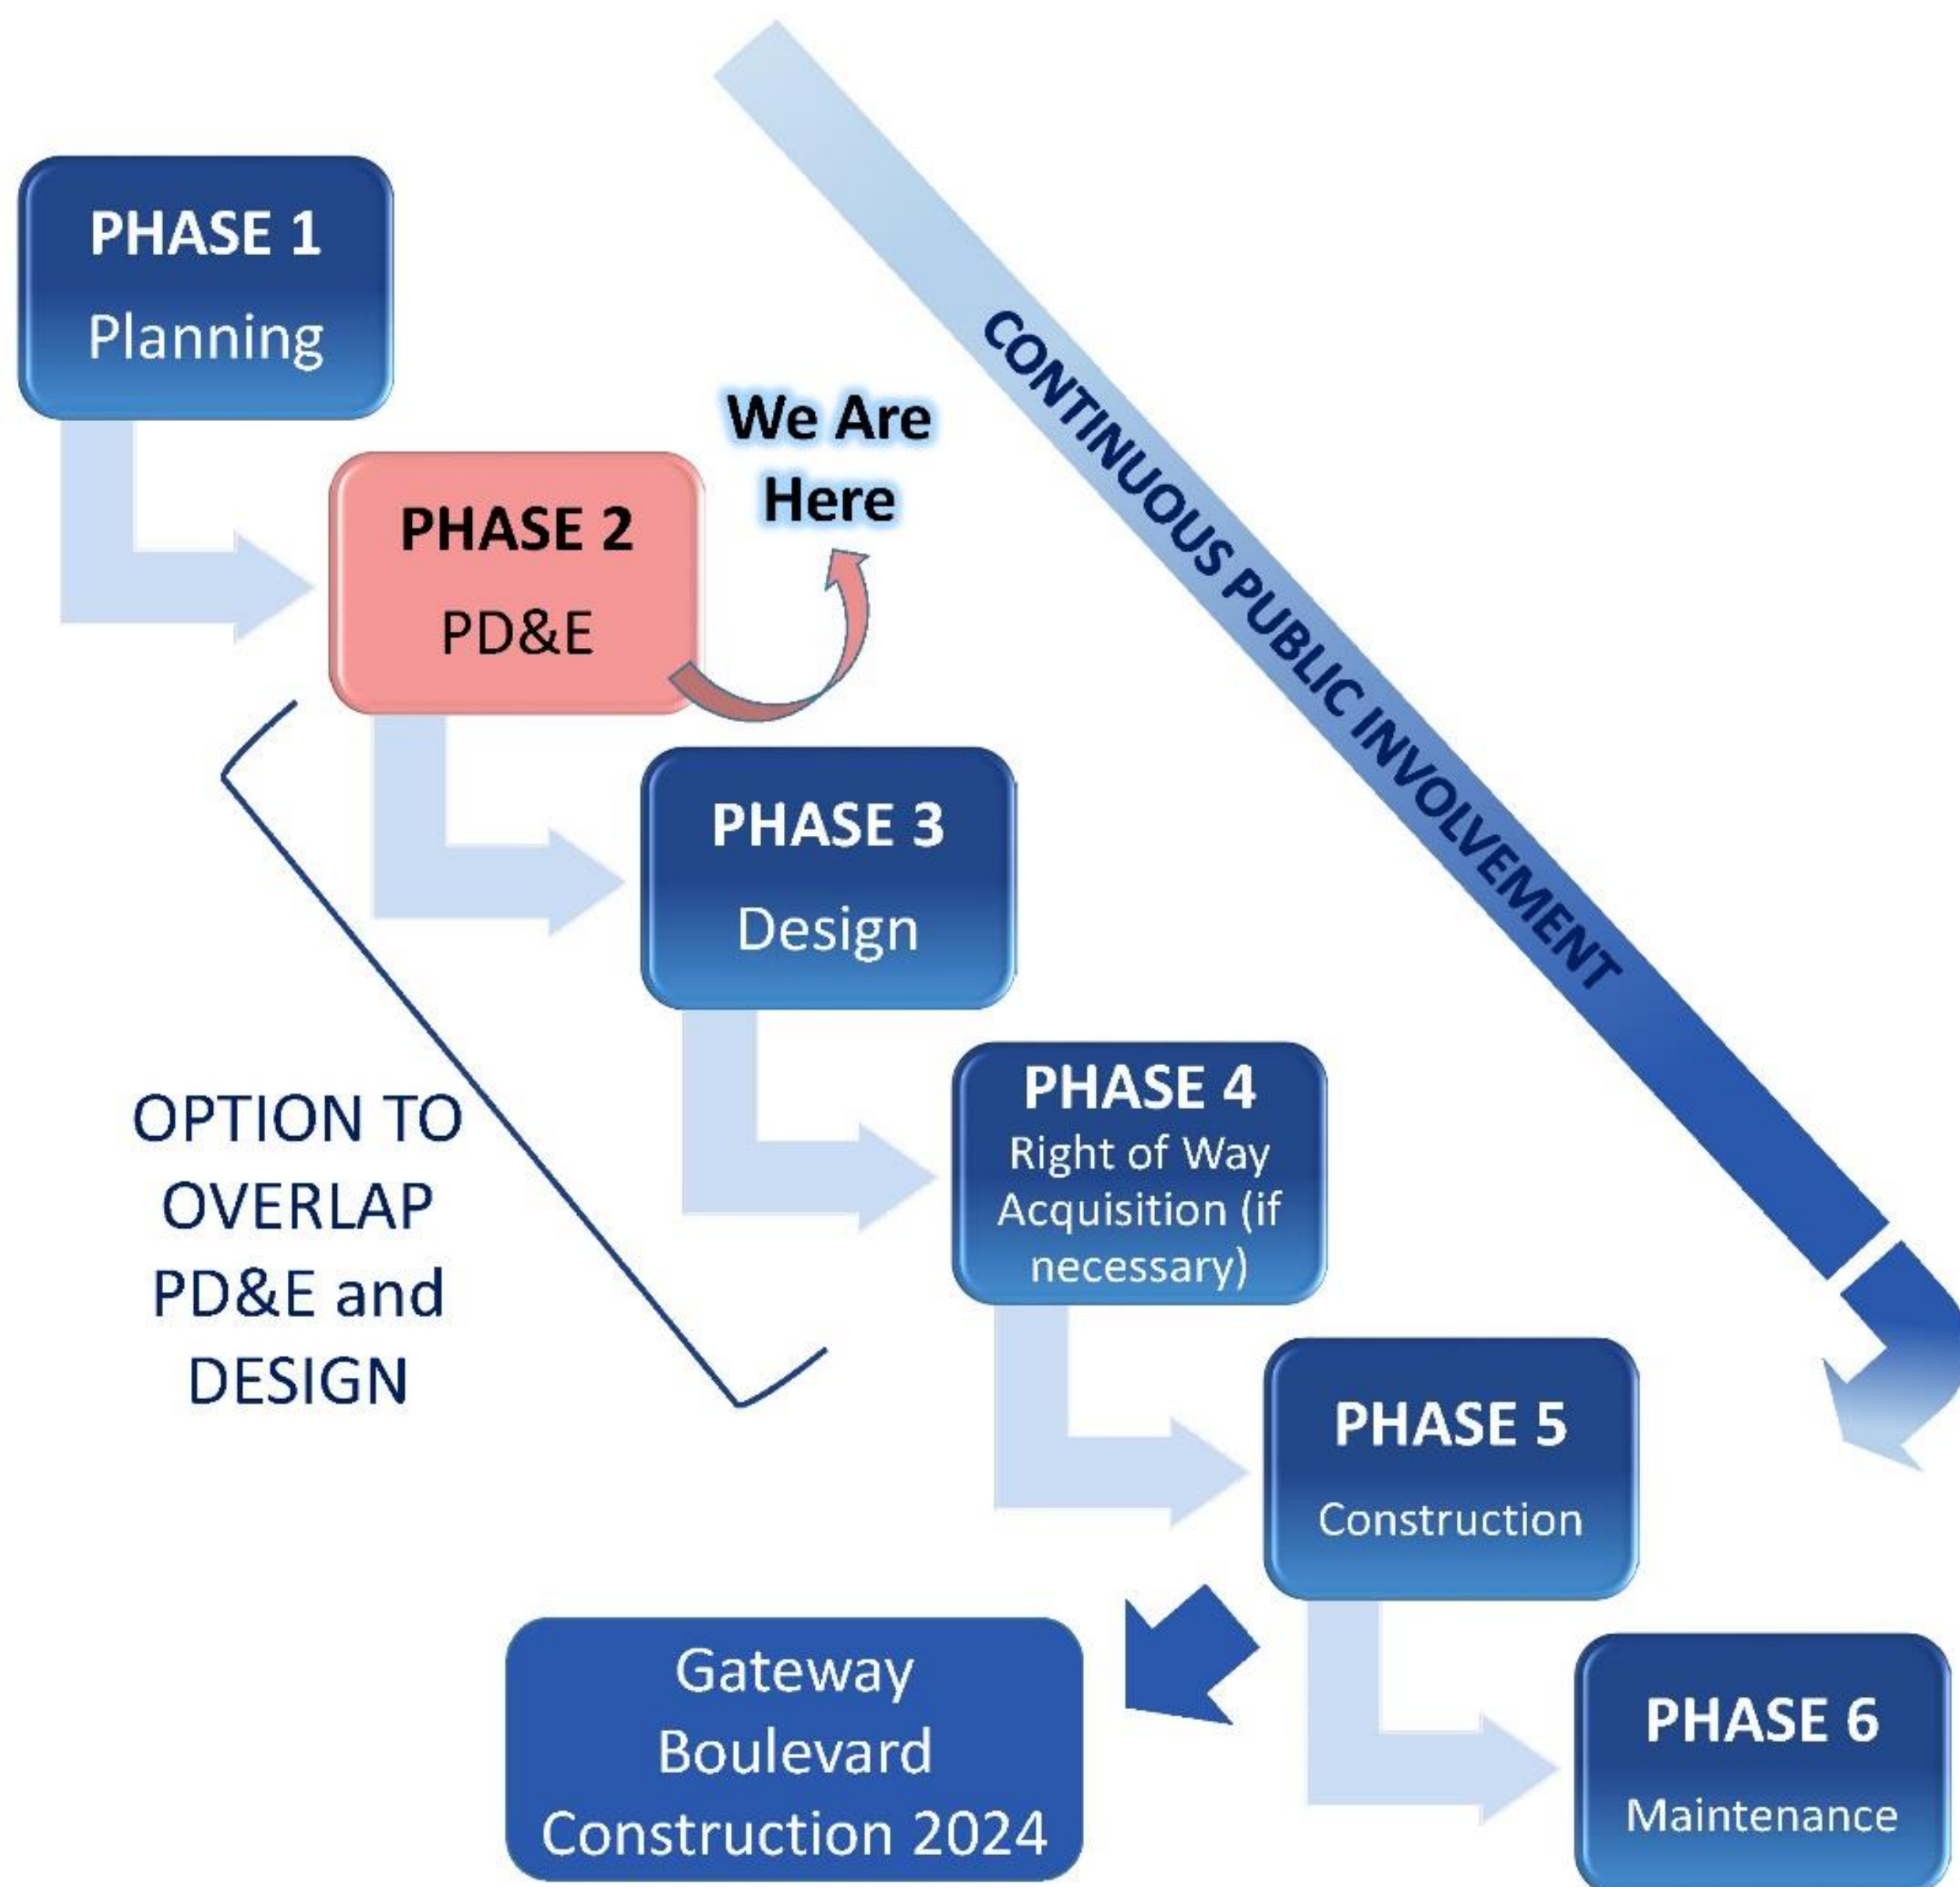 PHASE 1
Planning
We Are
Here
PHASE 2
PD&E
CONTINUOUS PUBLIC INVOLVEMENT
PHASE 3
Design
OPTION TO
OVERLAP
PD&E and
DESIGN
PHASE 4
Right of Way
Acquisition (if
necessary)
PHASE 5
Construction
Gateway
Boulevard
Construction 2024
PHASE 6
Maintenance